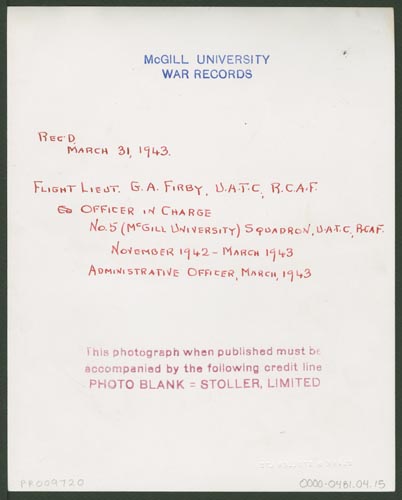 McGILL UNIVERSITY
WAR RECORDS
REC'D
MARCH 31, 1943.
FLIGHT LIEUT. G.A. FIRBY, U.A.T.C, R.C.A.F.
OFFICER IN CHARGE
No. 5 (McGILL UNIVERSITY) SQUADRON, U.A.T.C, R.C.A.F.
NOVEMBER 1942 - MARCH 1943
ADMINISTRATIVE OFFICER, MARCH, 1943
This photograph when published must be
accompanied by the following credit line
PHOTO BLANK = STOLLER, LIMITED
PR009720
0000-0481.04.15